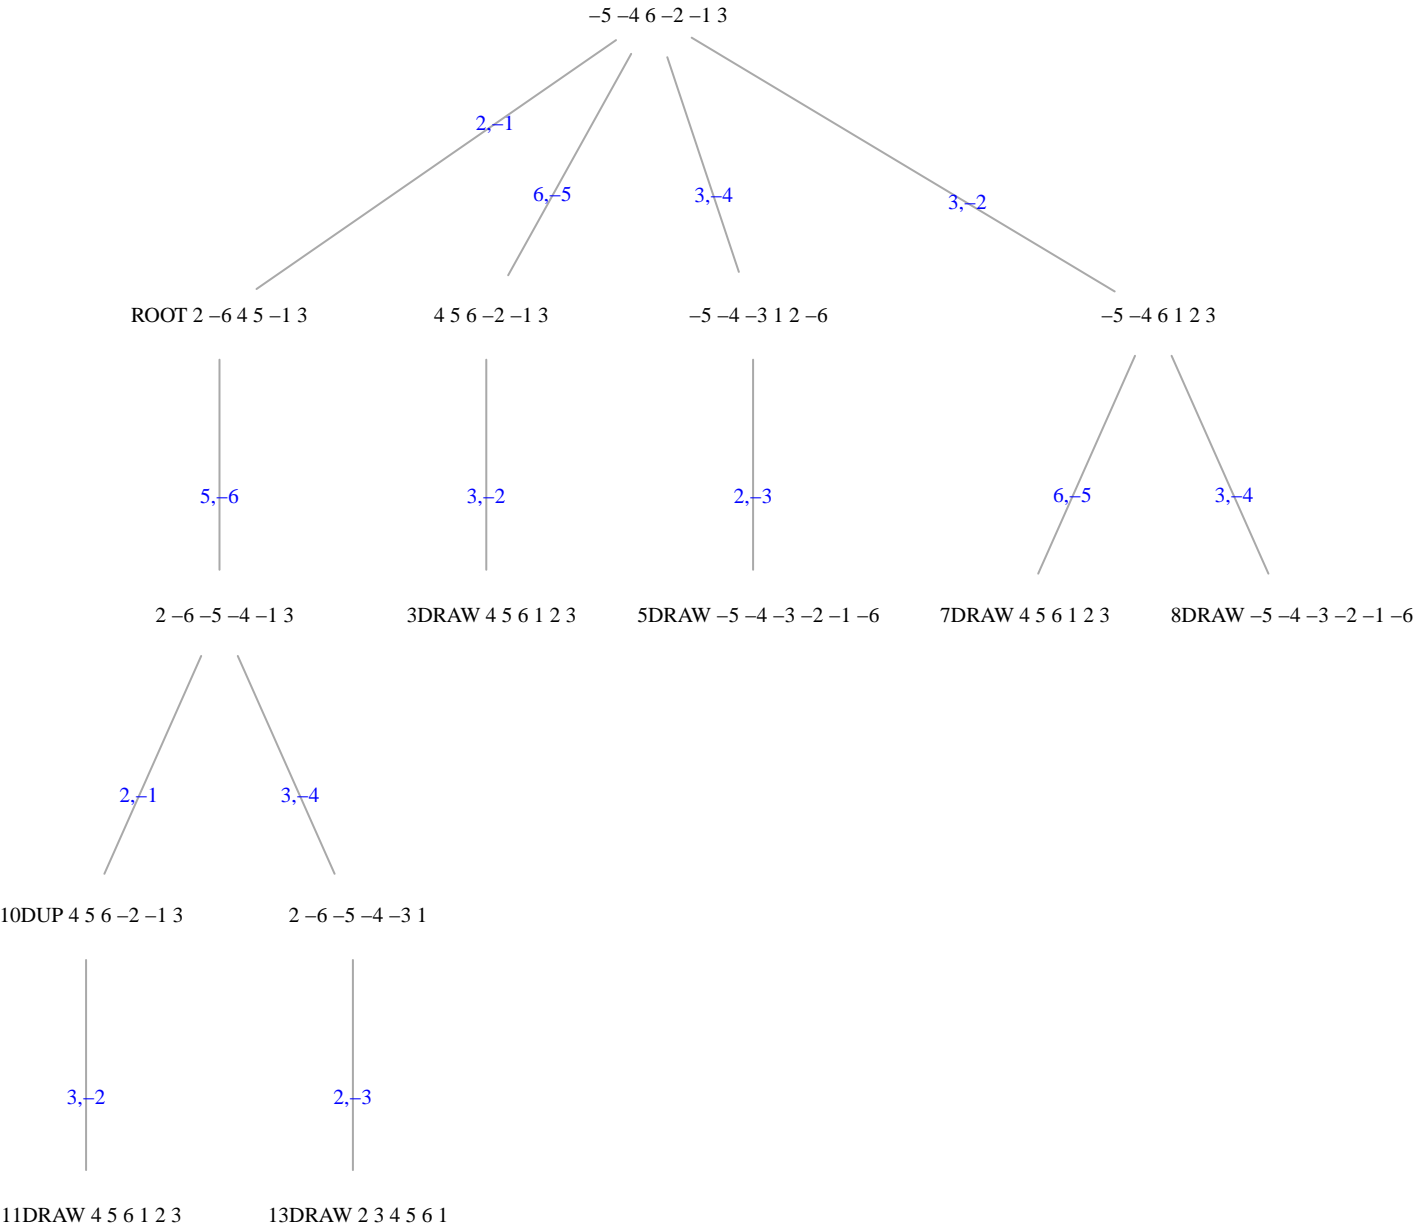 –5 –4 6 –2 –1 3
2,–1
6,–5
3,–4
3,–2
ROOT 2 –6 4 5 –1 3
4 5 6 –2 –1 3
–5 –4 –3 1 2 –6
–5 –4 6 1 2 3
5,–6
3,–2
2,–3
6,–5
3,–4
2 –6 –5 –4 –1 3
3DRAW 4 5 6 1 2 3
5DRAW –5 –4 –3 –2 –1 –6
7DRAW 4 5 6 1 2 3
8DRAW –5 –4 –3 –2 –1 –6
2,–1
3,–4
10DUP 4 5 6 –2 –1 3
2 –6 –5 –4 –3 1
3,–2
2,–3
11DRAW 4 5 6 1 2 3
13DRAW 2 3 4 5 6 1